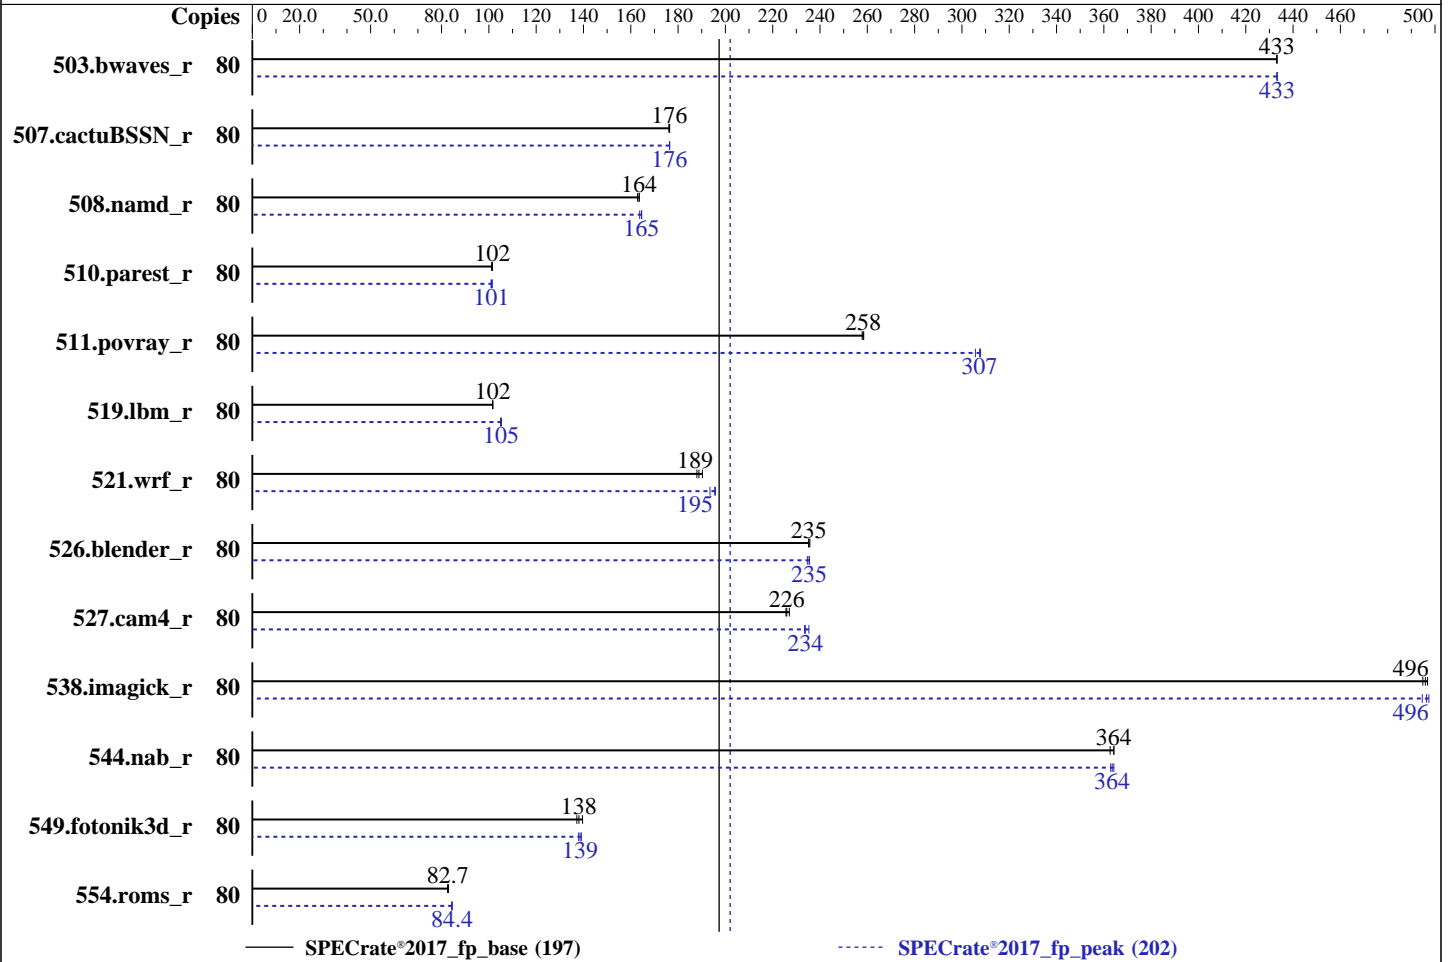 Copies 0 20.0 50.0 80.0 100 120 140 160 180 200 220 240 260 280 300 320 340 360 380 400 420 440 460 500
433
503.bwaves_r 80
433
176
507.cactuBSSN_r 80
176
164
508.namd_r 80
165
102
510.parest_r 80
101
258
511.povray_r 80
307
102
519.lbm_r 80
105
189
521.wrf_r 80
195
235
526.blender_r 80
235
226
527.cam4_r 80
234
496
538.imagick_r 80
496
364
544.nab_r 80
364
138
549.fotonik3d_r 80
139
82.7
554.roms_r 80
84.4
SPECrate®2017_fp_base (197) SPECrate®2017_fp_peak (202)